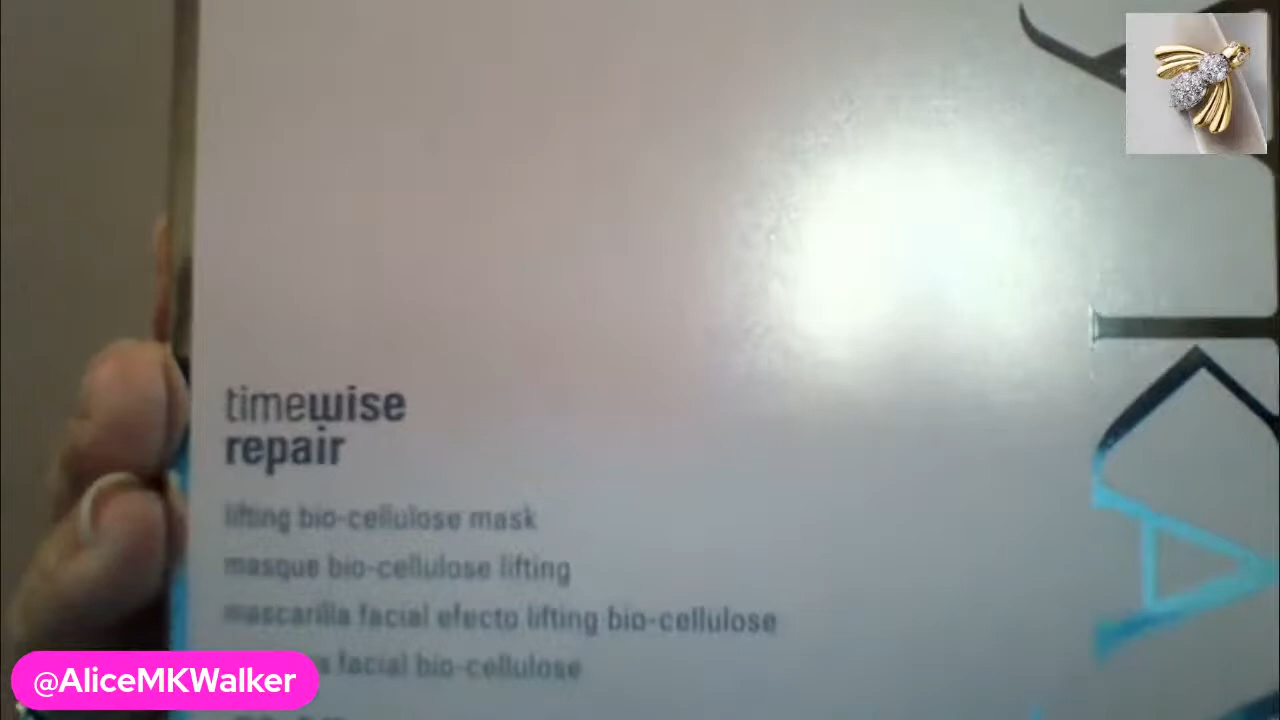 timewise
repair
lifting bio-cellulose mask
masque bio-cellulose lifting
mascarilla facial efecto lifting bio-cellulose
facial bio-cellulose
@AliceMKWalker
KA